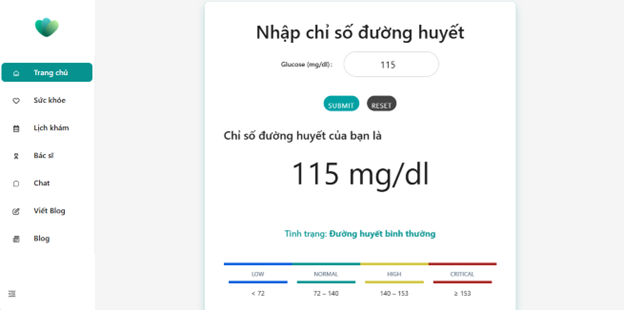 Trang chủ
Sức khỏe
Lịch khám
Bác sĩ
Chat
Viết Blog
Blog
Nhập chỉ số đường huyết
Glucose (mg/dl) :
115
SUBMIT RESET
Chỉ số đường huyết của bạn là
115 mg/dl
Tình trạng: Đường huyết bình thường
LOW NORMAL HIGH CRITICAL
< 72 72 – 140 140 – 153 ≥ 153